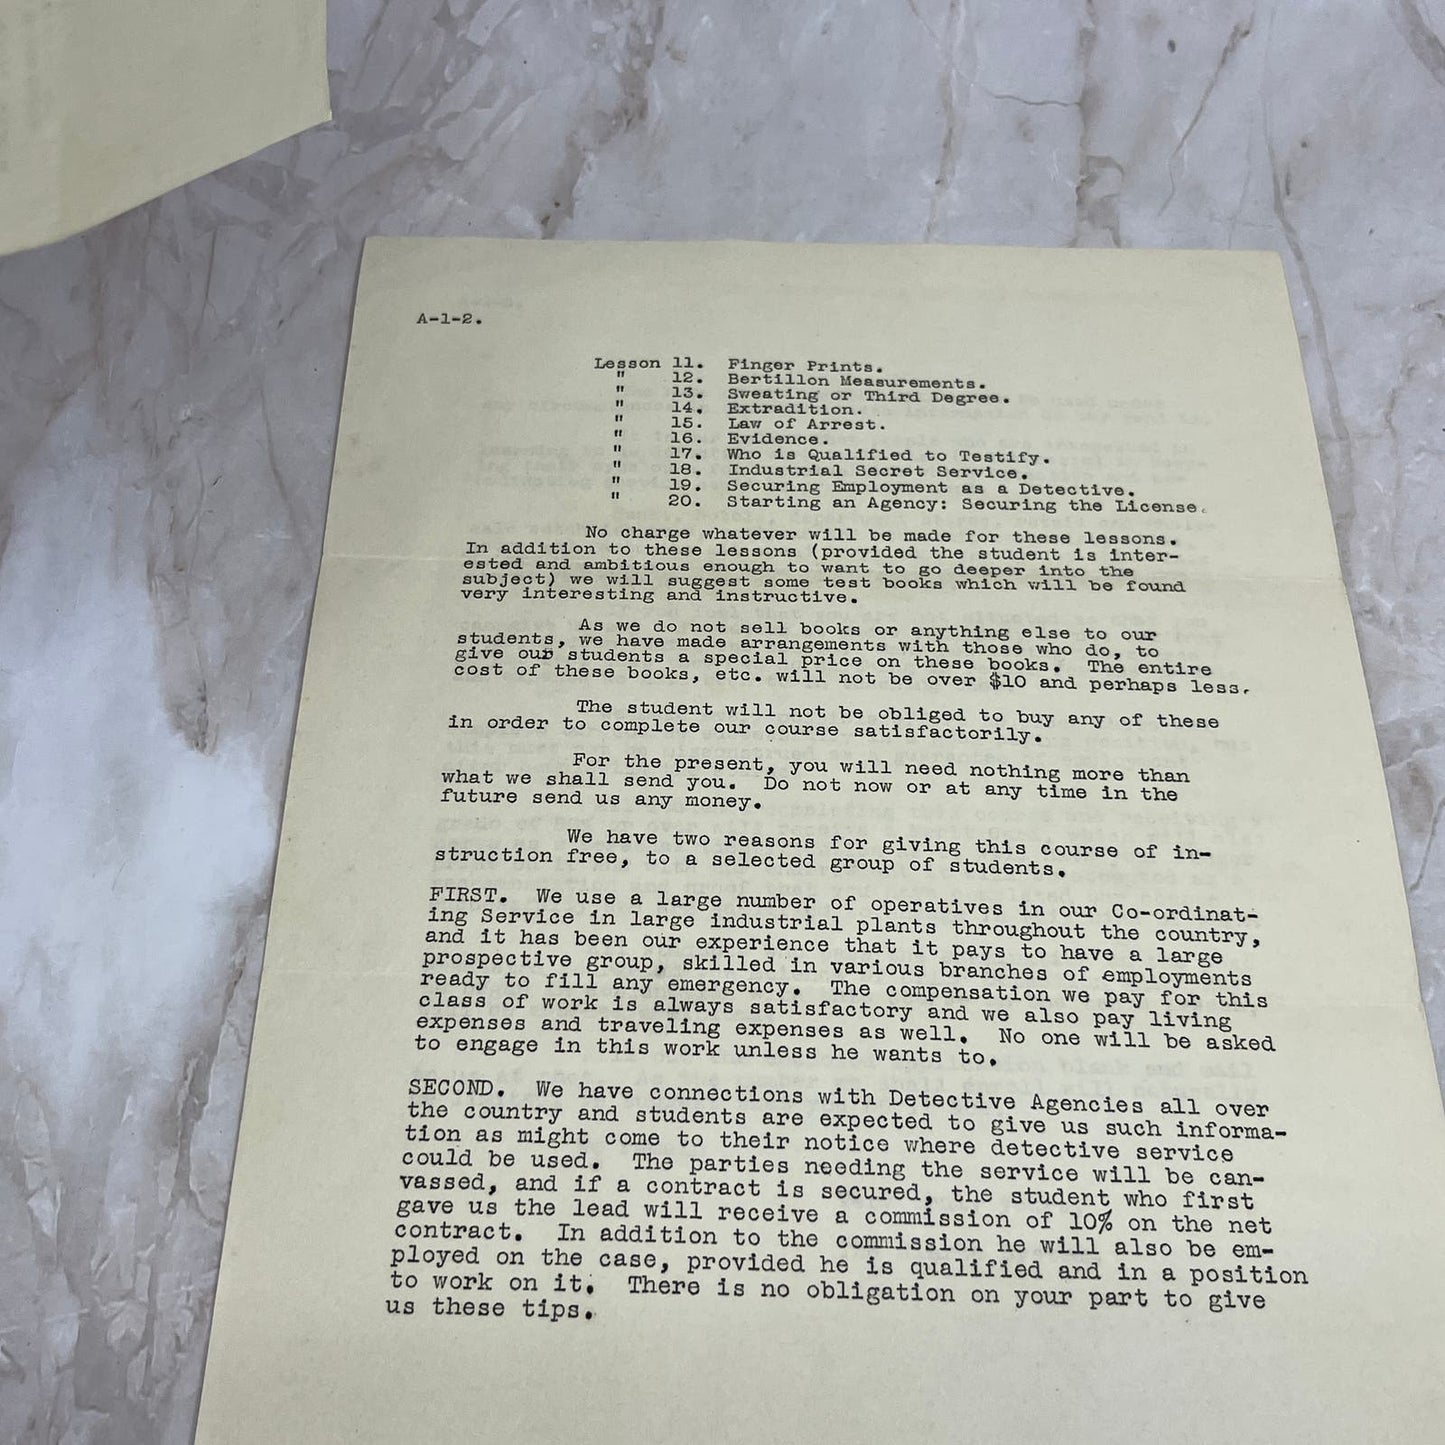 A-1-2.
Lesson 11. Finger Prints.
" 12. Bertillon Measurements.
" 13. Sweating or Third Degree.
" 14. Extradition.
" 15. Law of Arrest.
" 16. Evidence.
" 17. Who is Qualified to Testify.
" 18. Industrial Secret Service.
" 19. Securing Employment as a Detective.
" 20. Starting an Agency: Securing the License.
No charge whatever will be made for these lessons.
In addition to these lessons (provided the student is inter-
ested and ambitious enough to want to go deeper into the
subject) we will suggest some test books which will be found
very interesting and instructive.
As we do not sell books or anything else to our
students, we have made arrangements with those who do, to
give our students a special price on these books. The entire
cost of these books, etc. will not be over $10 and perhaps less.
The student will not be obliged to buy any of these
in order to complete our course satisfactorily.
For the present, you will need nothing more than
what we shall send you. Do not now or at any time in the
future send us any money.
We have two reasons for giving this course of in-
struction free, to a selected group of students.
FIRST. We use a large number of operatives in our Co-ordinat-
ing Service in large industrial plants throughout the country,
and it has been our experience that it pays to have a large
prospective group, skilled in various branches of employments
ready to fill any emergency. The compensation we pay for this
class of work is always satisfactory and we also pay living
expenses and traveling expenses as well. No one will be asked
to engage in this work unless he wants to.
SECOND. We have connections with Detective Agencies all over
the country and students are expected to give us such informa-
tion as might come to their notice where detective service
could be used. The parties needing the service will be can-
vassed, and if a contract is secured, the student who first
gave us the lead will receive a commission of 10% on the net
contract. In addition to the commission he will also be em-
ployed on the case, provided he is qualified and in a position
to work on it. There is no obligation on your part to give
us these tips.